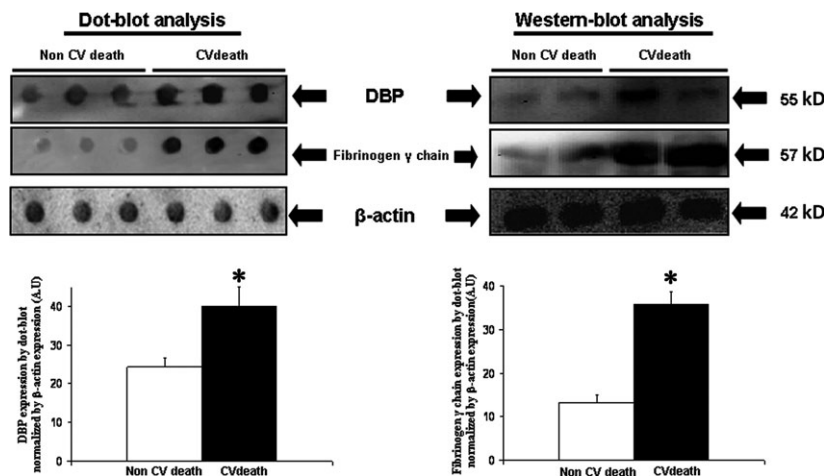 Dot-blot analysis
Western-blot analysis
Non CV death
CVdeath
Non CV death
CVdeath
DBP
55 kD
Fibrinogen γ chain
57 kD
β-actin
42 kD
DBP expression by dot-blot
normalized by β-actin expression (A.U)
40
30
20
10
0
*
Non CV death
CVdeath
Fibrinogen γ chain expression by dot-blot
normalized by β-actin expression(A.U)
40
30
20
10
0
*
Non CV death
CVdeath